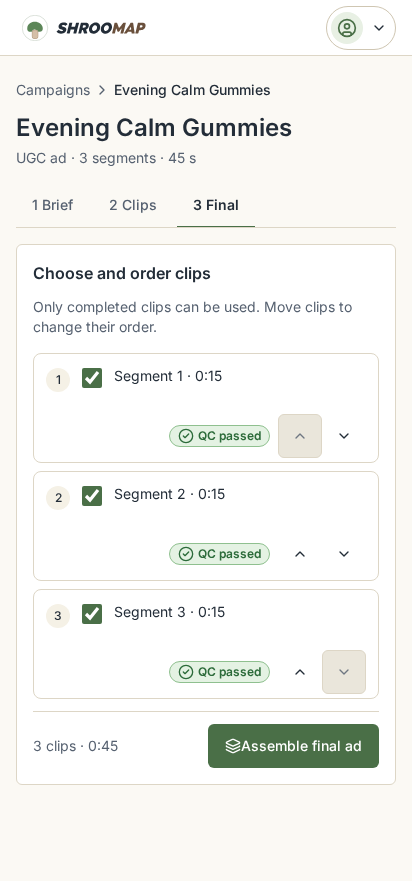 SHROOMAP
Campaigns > Evening Calm Gummies
Evening Calm Gummies
UGC ad · 3 segments · 45 s
1 Brief 2 Clips 3 Final
Choose and order clips
Only completed clips can be used. Move clips to
change their order.
1 Segment 1 · 0:15
QC passed
2 Segment 2 · 0:15
QC passed
3 Segment 3 · 0:15
QC passed
3 clips · 0:45 Assemble final ad